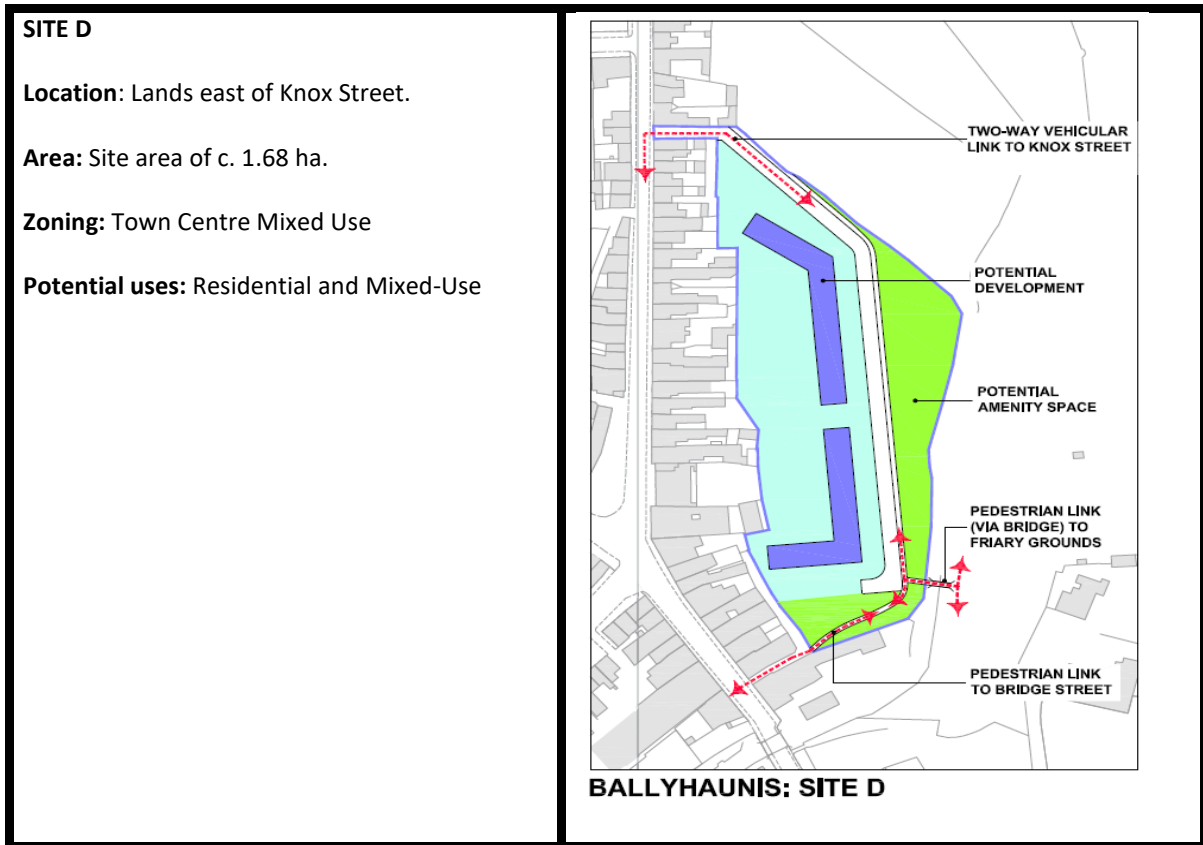 SITE D
Location: Lands east of Knox Street.
Area: Site area of c. 1.68 ha.
Zoning: Town Centre Mixed Use
Potential uses: Residential and Mixed-Use
TWO-WAY VEHICULAR
LINK TO KNOX STREET
POTENTIAL
DEVELOPMENT
POTENTIAL
AMENITY SPACE
PEDESTRIAN LINK
(VIA BRIDGE) TO
FRIARY GROUNDS
PEDESTRIAN LINK
TO BRIDGE STREET
BALLYHAUNIS: SITE D